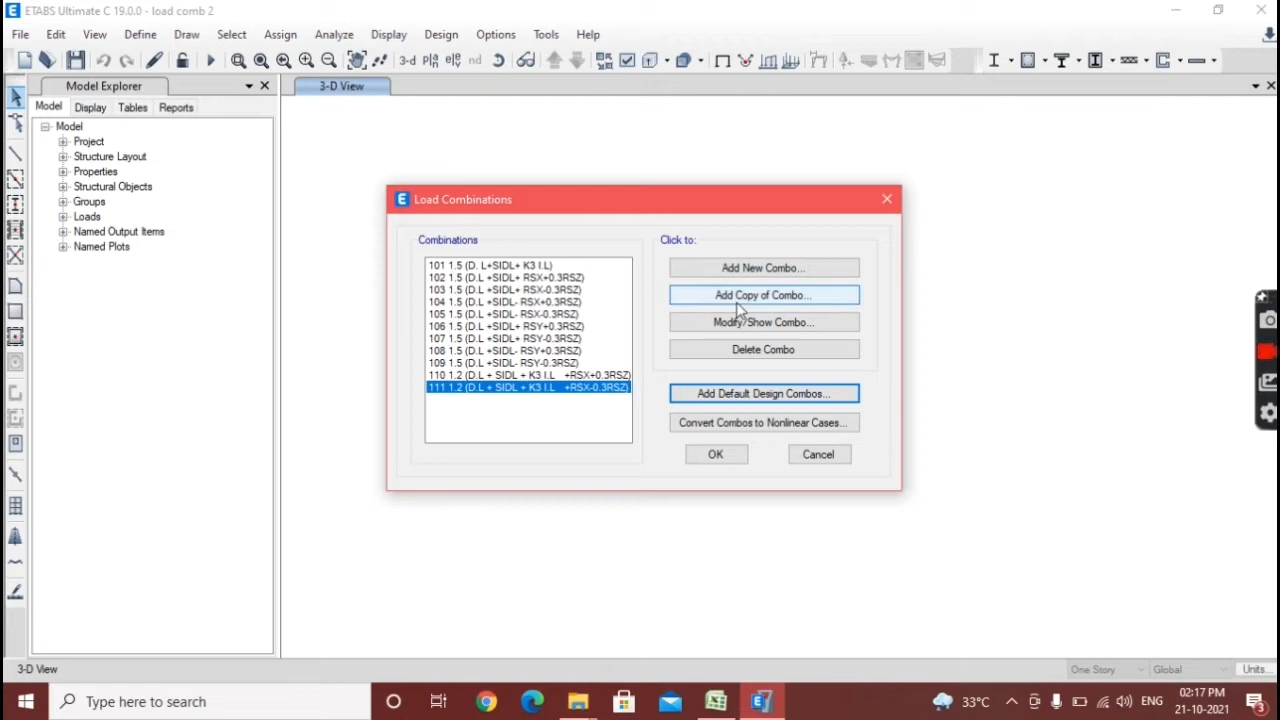 ETABS Ultimate C 19.0.0 - load comb 2
File Edit View Define Draw Select Assign Analyze Display Design Options Tools Help
3-d
nd
Model Explorer
3-D View
Model Display Tables Reports
Model
Project
Structure Layout
Properties
Structural Objects
Groups
Loads
Named Output Items
Named Plots
Load Combinations
Combinations
101 1.5 (D. L+SIDL+ K3 I.L)
102 1.5 (D.L +SIDL+ RSX+0.3RSZ)
103 1.5 (D.L +SIDL+ RSX-0.3RSZ)
104 1.5 (D.L +SIDL- RSX+0.3RSZ)
105 1.5 (D.L +SIDL- RSX-0.3RSZ)
106 1.5 (D.L +SIDL+ RSY+0.3RSZ)
107 1.5 (D.L +SIDL+ RSY-0.3RSZ)
108 1.5 (D.L +SIDL- RSY+0.3RSZ)
109 1.5 (D.L +SIDL- RSY-0.3RSZ)
110 1.2 (D.L + SIDL + K3 I.L +RSX+0.3RSZ)
111 1.2 (D.L + SIDL + K3 I.L +RSX-0.3RSZ)
Click to:
Add New Combo...
Add Copy of Combo...
Modify/Show Combo...
Delete Combo
Add Default Design Combos...
Convert Combos to Nonlinear Cases...
OK
Cancel
3-D View
One Story
Global
Units...
Type here to search
33°C
ENG
02:17 PM
21-10-2021
3